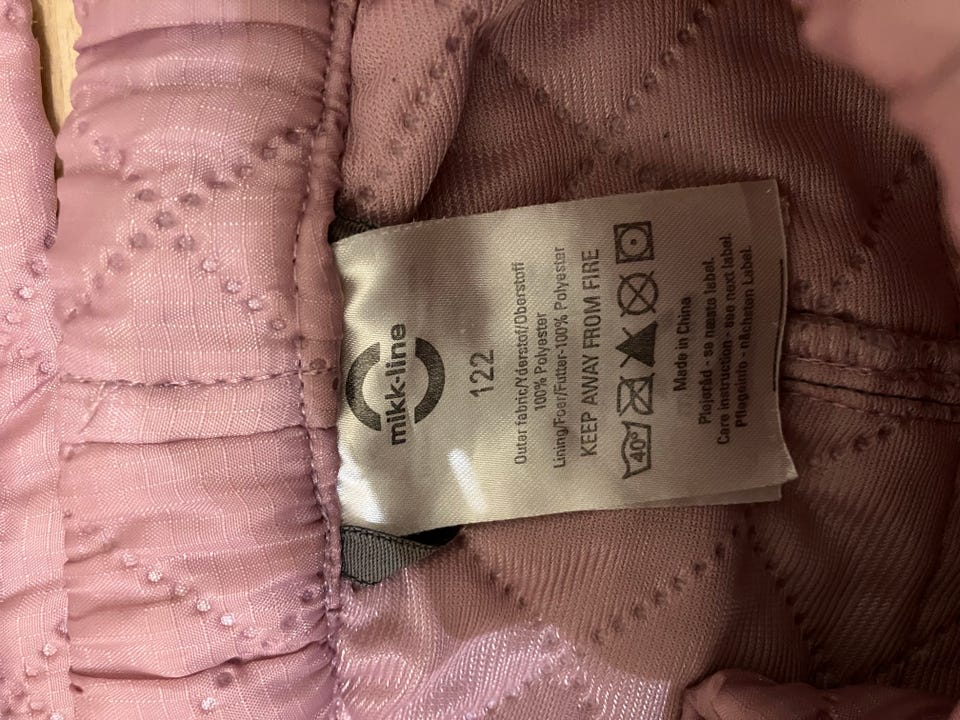 mikk-line
122
Outer fabric/Yderstof/Oberstoff
100% Polyester
Lining/Foer/Futter-100% Polyester
KEEP AWAY FROM FIRE
40°
Made in China
Plejeråd - se næste label.
Care instruction - see next label.
Pflegeinfo - nächsten Label.